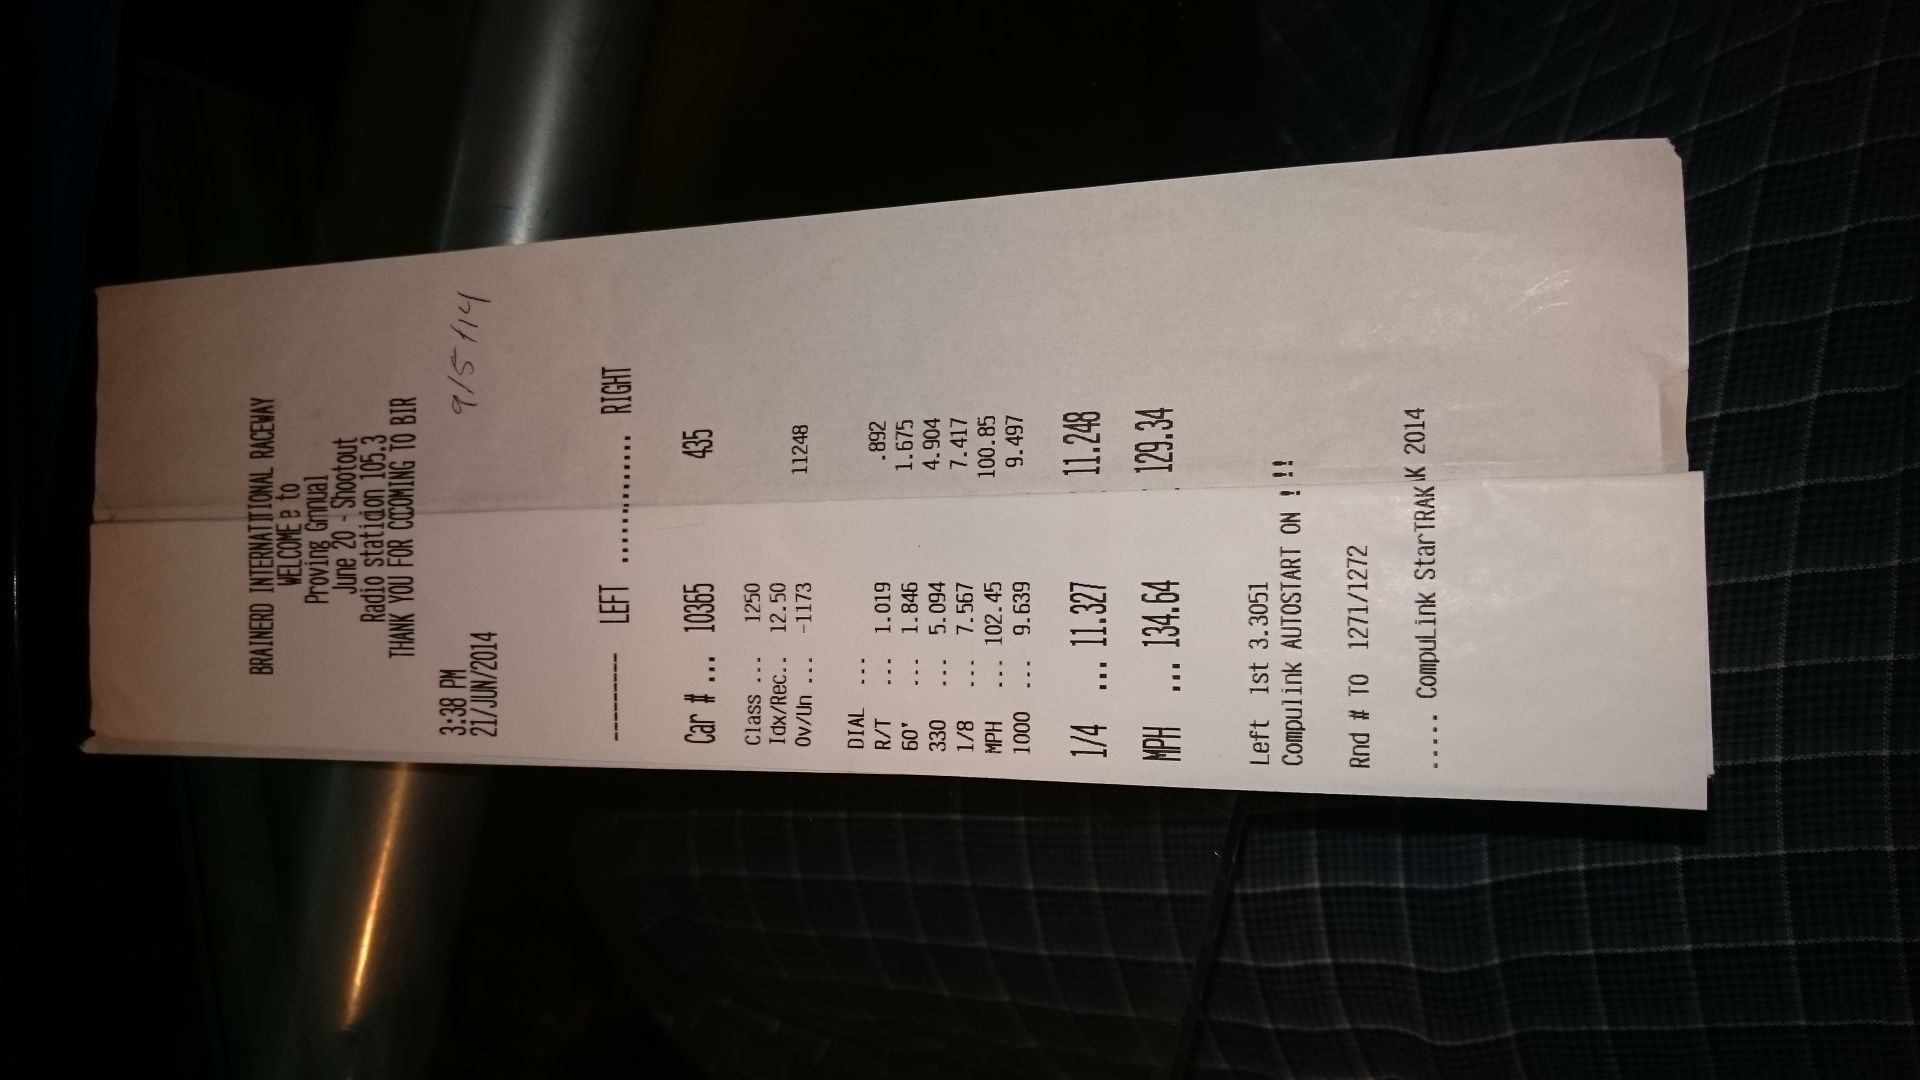 BRAINERD INTERNATTIONAL RACEWAY
WELCOME e to
Proving Gnnual
June 20 - Shootout
Radio statidion 105.3
THANK YOU FOR CCOMING TO BIR
3:38 PM 9/5/14
21/JUN/2014
-------- LEFT ............ RIGHT
Car # ... 10365 435
Class ... 1250
Idx/Rec.. 12.50
Ov/Un ... -1173 11248
DIAL ...
R/T ... 1.019 .892
60' ... 1.846 1.675
330 ... 5.094 4.904
1/8 ... 7.567 7.417
MPH ... 102.45 100.85
1000 ... 9.639 9.497
1/4 ... 11.327 11.248
MPH ... 134.64 129.34
Left 1st 3.3051
Compulink AUTOSTART ON ! !!
Rnd # TO 1271/1272
..... CompuLink StarTRAK K 2014